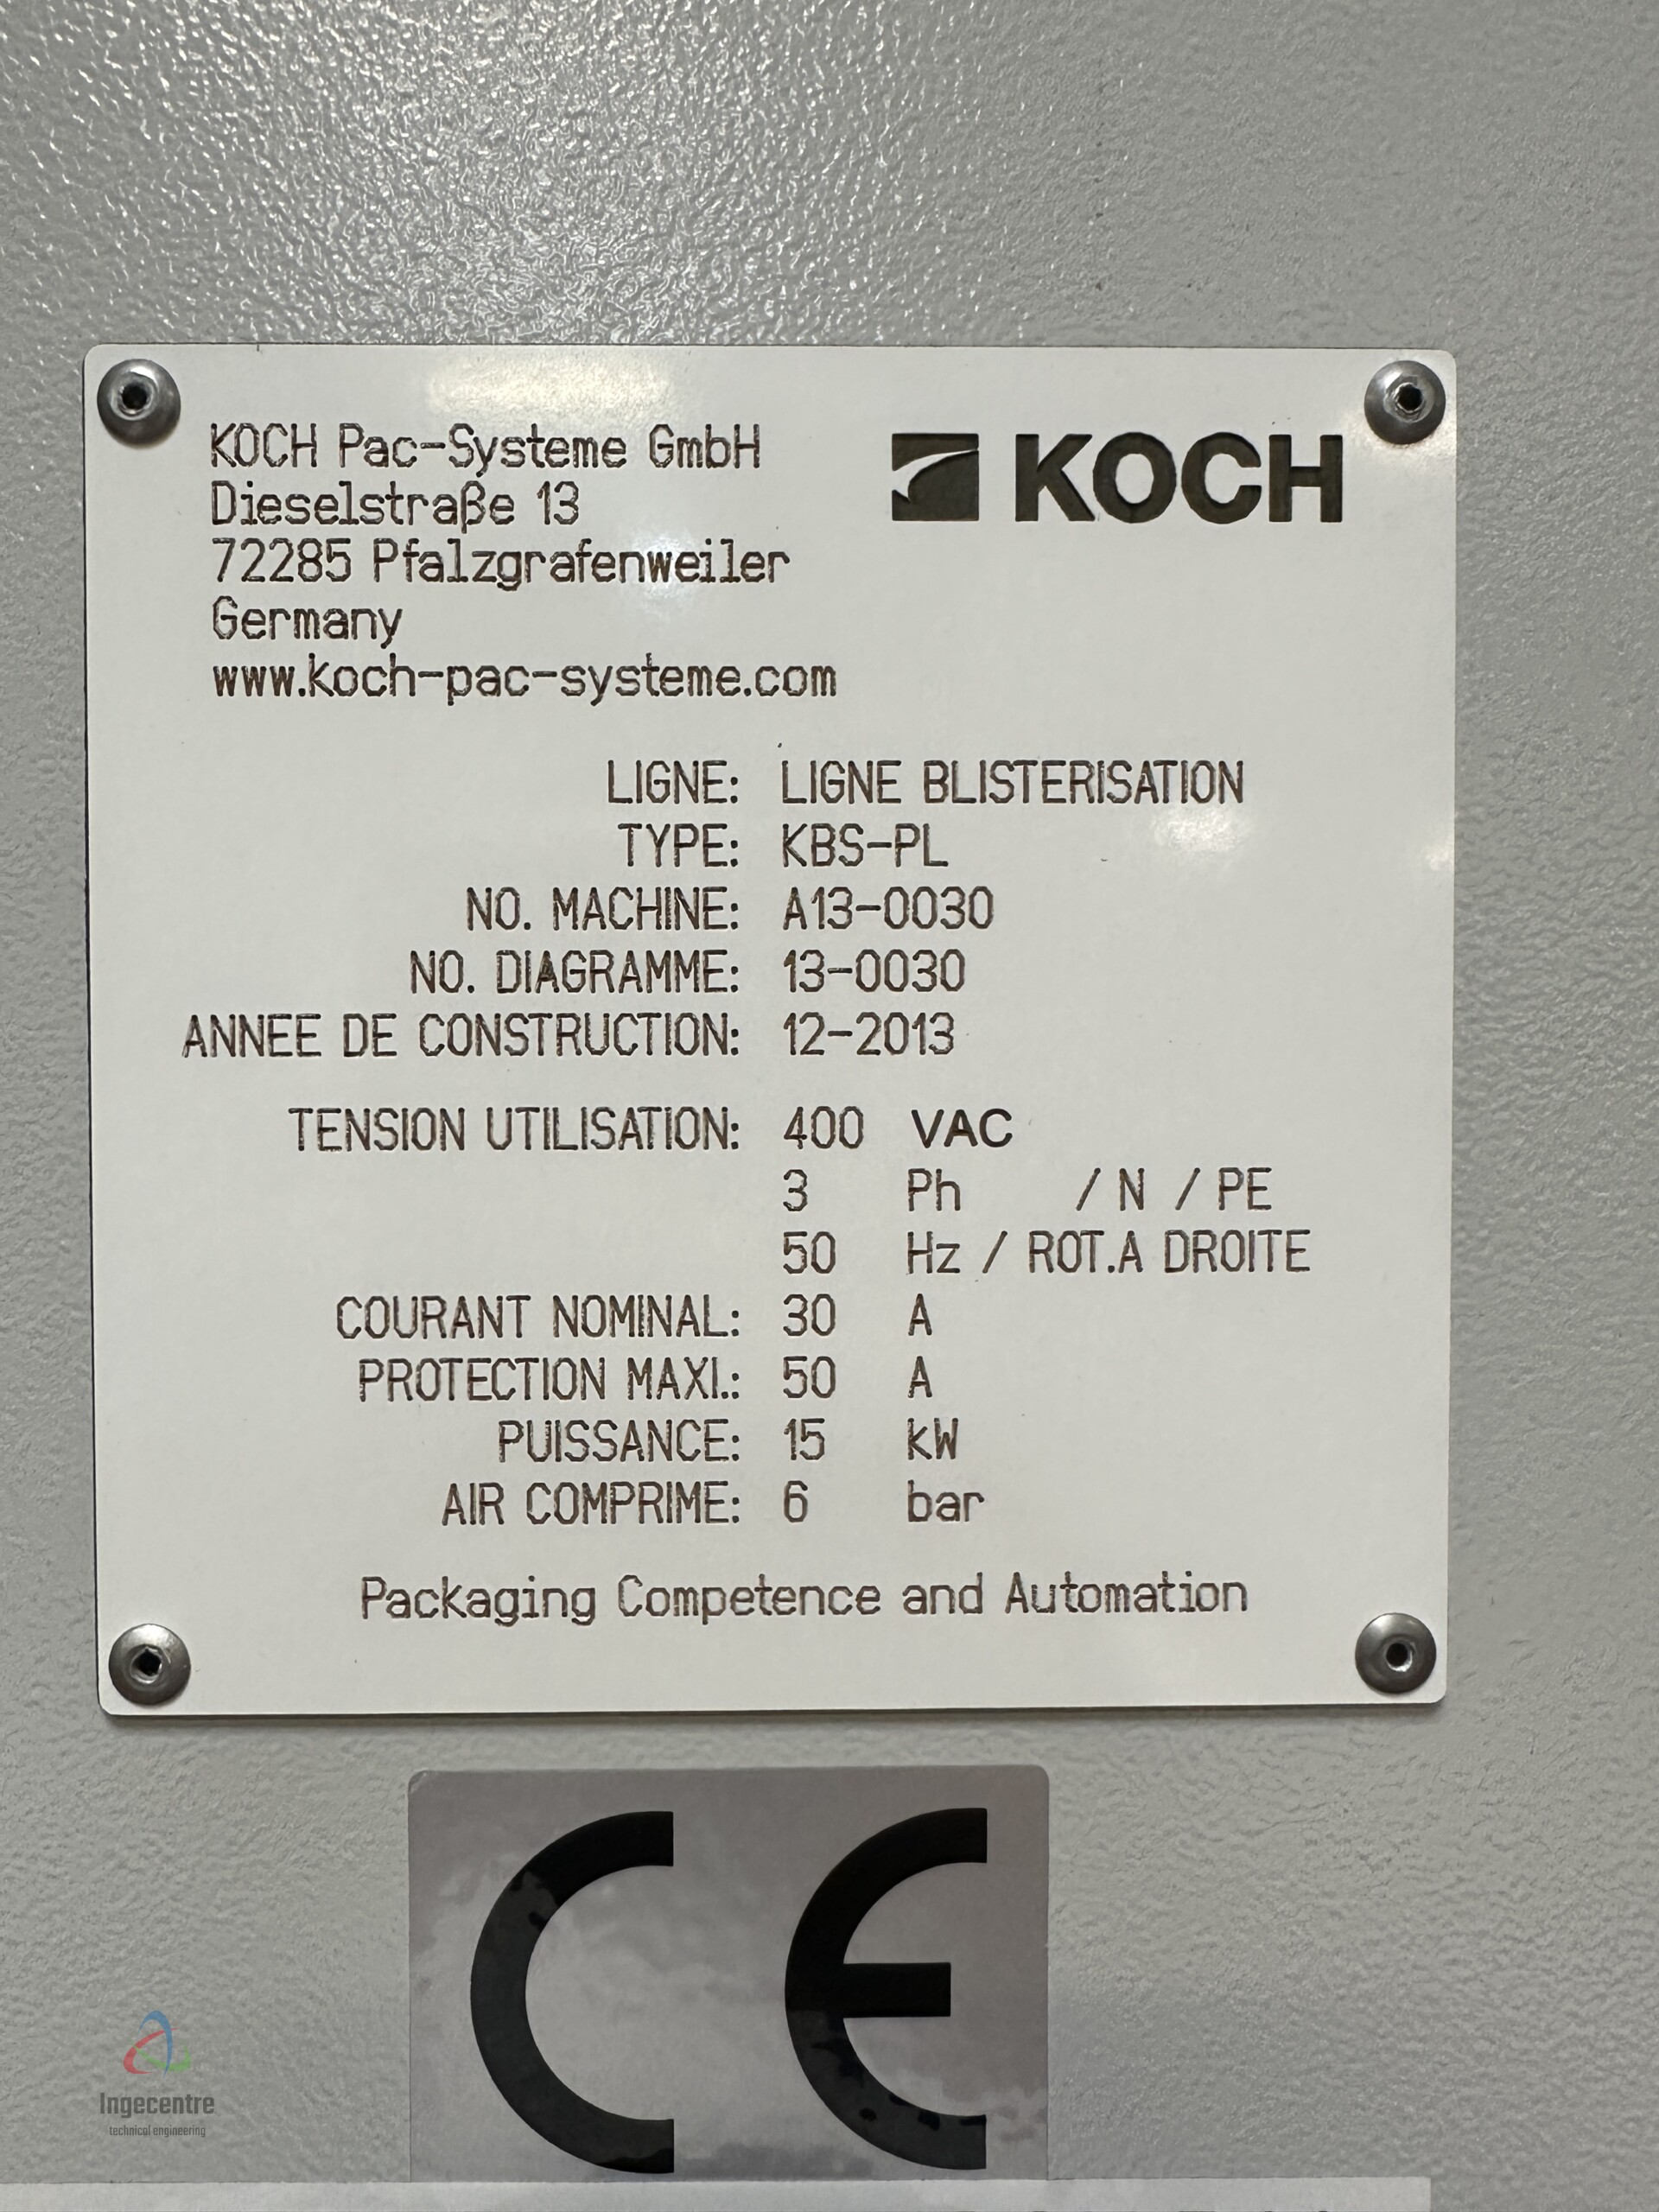 KOCH Pac-Systeme GmbH
KOCH
Dieselstraße 13
72285 Pfalzgrafenweiler
Germany
www.koch-pac-systeme.com
LIGNE: LIGNE BLISTERISATION
TYPE: KBS-PL
NO. MACHINE: A13-0030
NO. DIAGRAMME: 13-0030
ANNEE DE CONSTRUCTION: 12-2013
TENSION UTILISATION: 400 VAC
3 Ph / N / PE
50 Hz / ROT.A DROITE
COURANT NOMINAL: 30 A
PROTECTION MAXI.: 50 A
PUISSANCE: 15 kW
AIR COMPRIME: 6 bar
Packaging Competence and Automation
CE
Ingecentre
technical engineering